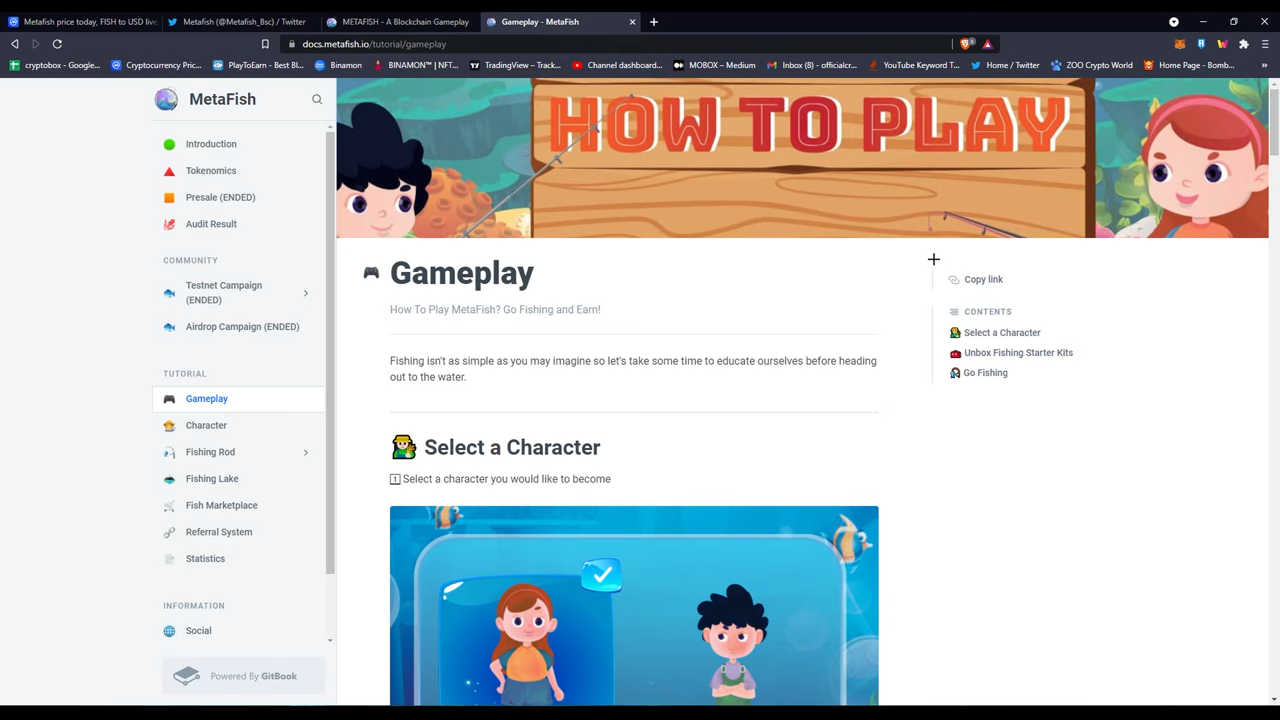 Metafish price today, FISH to USD live,
Metafish (@Metafish_Bsc) / Twitter
METAFISH - A Blockchain Gameplay
Gameplay - MetaFish
docs.metafish.io/tutorial/gameplay
cryptobox - Google...
Cryptocurrency Pric...
PlayToEarn - Best Bl...
Binamon
BINAMON™ | NFT...
TradingView – Track...
Channel dashboard...
MOBOX – Medium
Inbox (8) - officialcr...
YouTube Keyword T...
Home / Twitter
ZOO Crypto World
Home Page - Bomb...
MetaFish
Introduction
Tokenomics
Presale (ENDED)
Audit Result
COMMUNITY
Testnet Campaign
(ENDED)
Airdrop Campaign (ENDED)
TUTORIAL
Gameplay
Character
Fishing Rod
Fishing Lake
Fish Marketplace
Referral System
Statistics
INFORMATION
Social
Powered By GitBook
HOW TO PLAY
Gameplay
How To Play MetaFish? Go Fishing and Earn!
Fishing isn't as simple as you may imagine so let's take some time to educate ourselves before heading
out to the water.
Select a Character
1 Select a character you would like to become
Copy link
CONTENTS
Select a Character
Unbox Fishing Starter Kits
Go Fishing